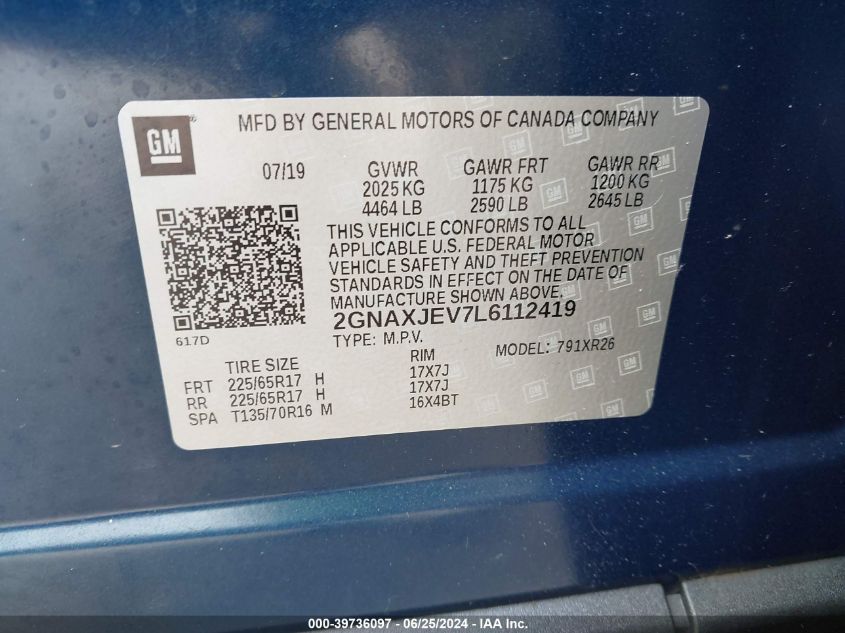 GM ®
MFD BY GENERAL MOTORS OF CANADA COMPANY
07/19 GVWR GAWR FRT GAWR RR
2025 KG 1175 KG 1200 KG
4464 LB 2590 LB 2645 LB
THIS VEHICLE CONFORMS TO ALL
APPLICABLE U.S. FEDERAL MOTOR
VEHICLE SAFETY AND THEFT PREVENTION
STANDARDS IN EFFECT ON THE DATE OF
MANUFACTURE SHOWN ABOVE.
2GNAXJEV7L6112419
617D
TYPE: M.P.V. MODEL: 791XR26
TIRE SIZE RIM
FRT 225/65R17 H 17X7J
RR 225/65R17 H 17X7J
SPA T135/70R16 M 16X4BT
000-39736097 - 06/25/2024 - IAA Inc.